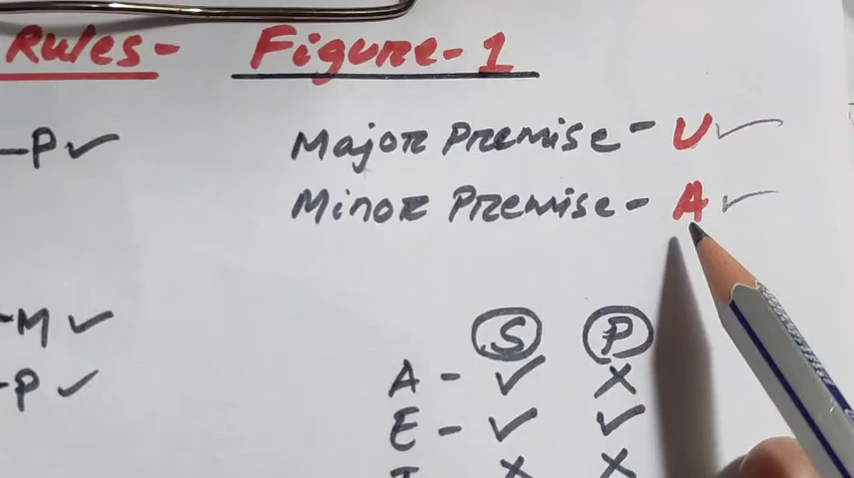 Rules- Figure-1
-P ✓ Major Premise - U ✓
Minor Premise - A ✓
-M ✓ S P
-P ✓ A - ✓ X
E - ✓ ✓
I X X